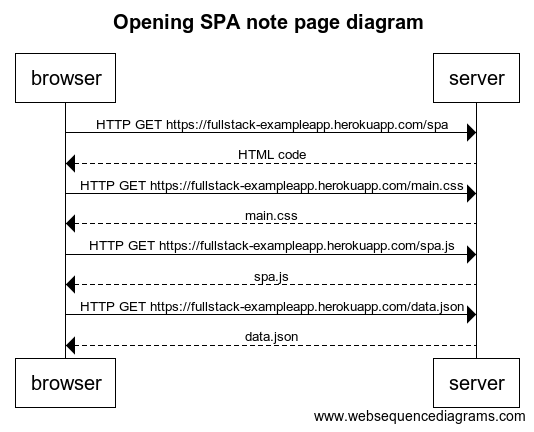 Opening SPA note page diagram
browser
server
HTTP GET https://fullstack-exampleapp.herokuapp.com/spa
HTML code
HTTP GET https://fullstack-exampleapp.herokuapp.com/main.css
main.css
HTTP GET https://fullstack-exampleapp.herokuapp.com/spa.js
spa.js
HTTP GET https://fullstack-exampleapp.herokuapp.com/data.json
data.json
browser
server
www.websequencediagrams.com